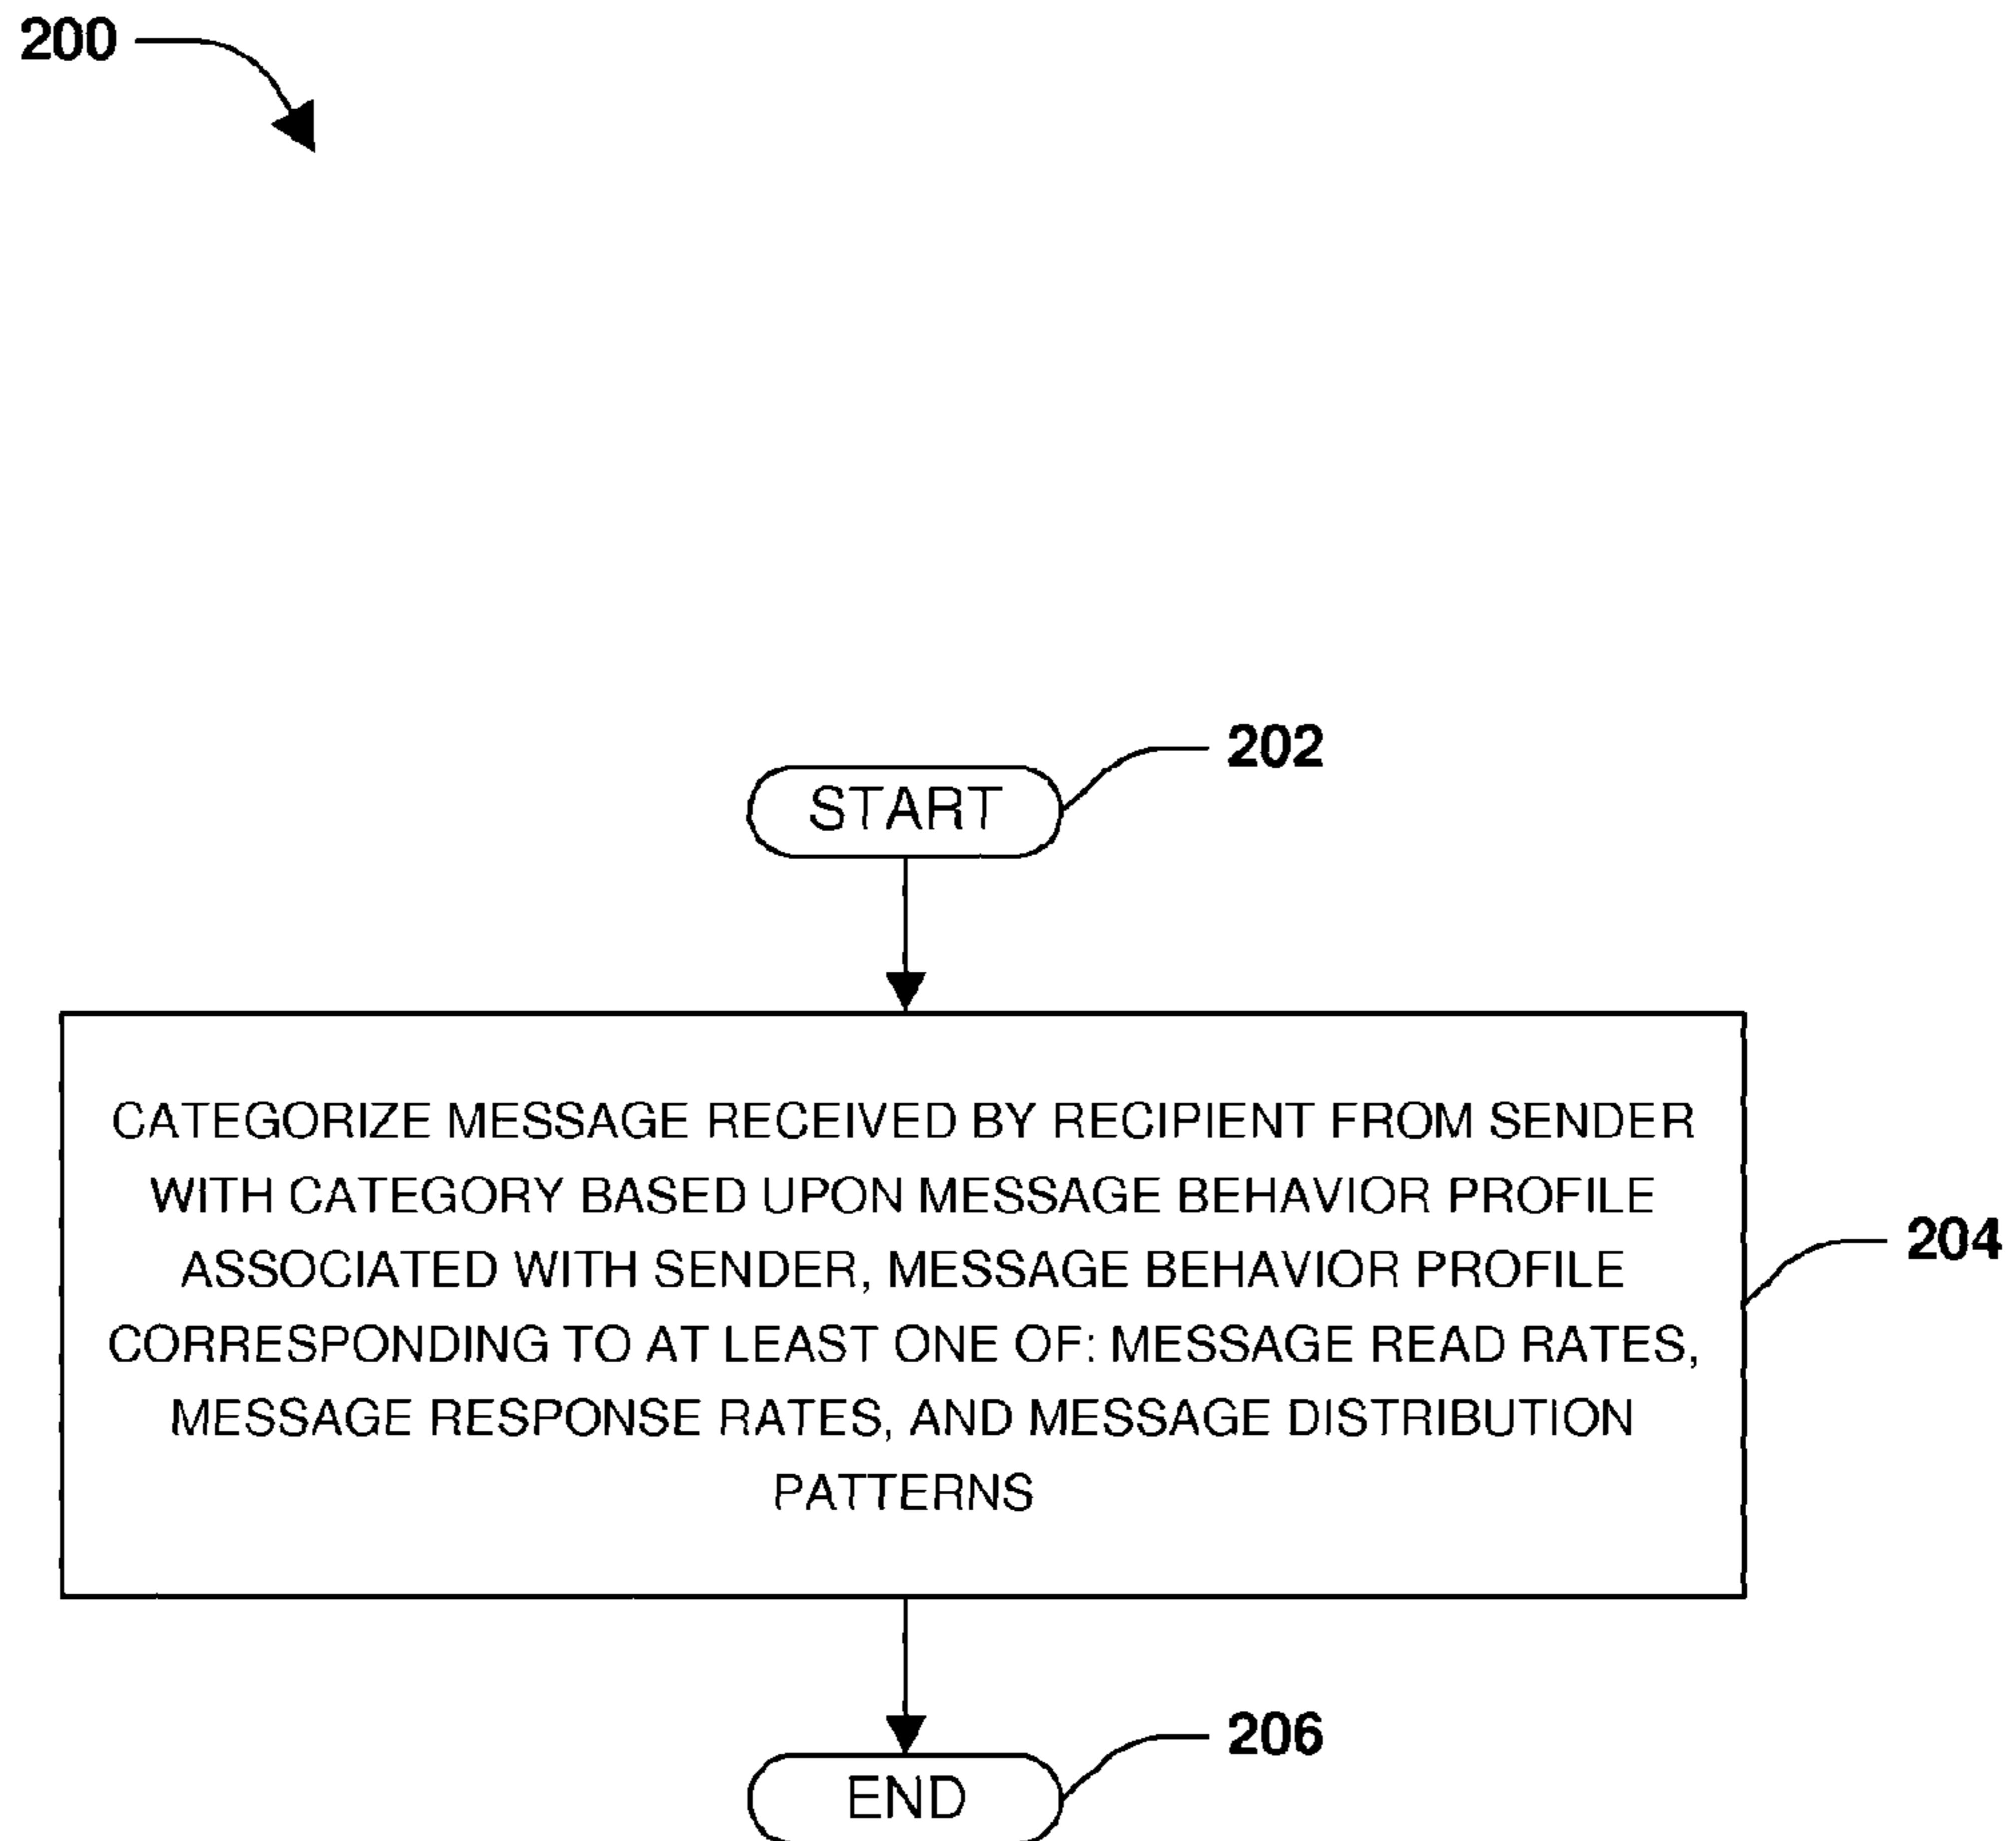 200
202
START
CATEGORIZE MESSAGE RECEIVED BY RECIPIENT FROM SENDER
WITH CATEGORY BASED UPON MESSAGE BEHAVIOR PROFILE
ASSOCIATED WITH SENDER, MESSAGE BEHAVIOR PROFILE
CORRESPONDING TO AT LEAST ONE OF: MESSAGE READ RATES,
MESSAGE RESPONSE RATES, AND MESSAGE DISTRIBUTION
PATTERNS
204
206
END